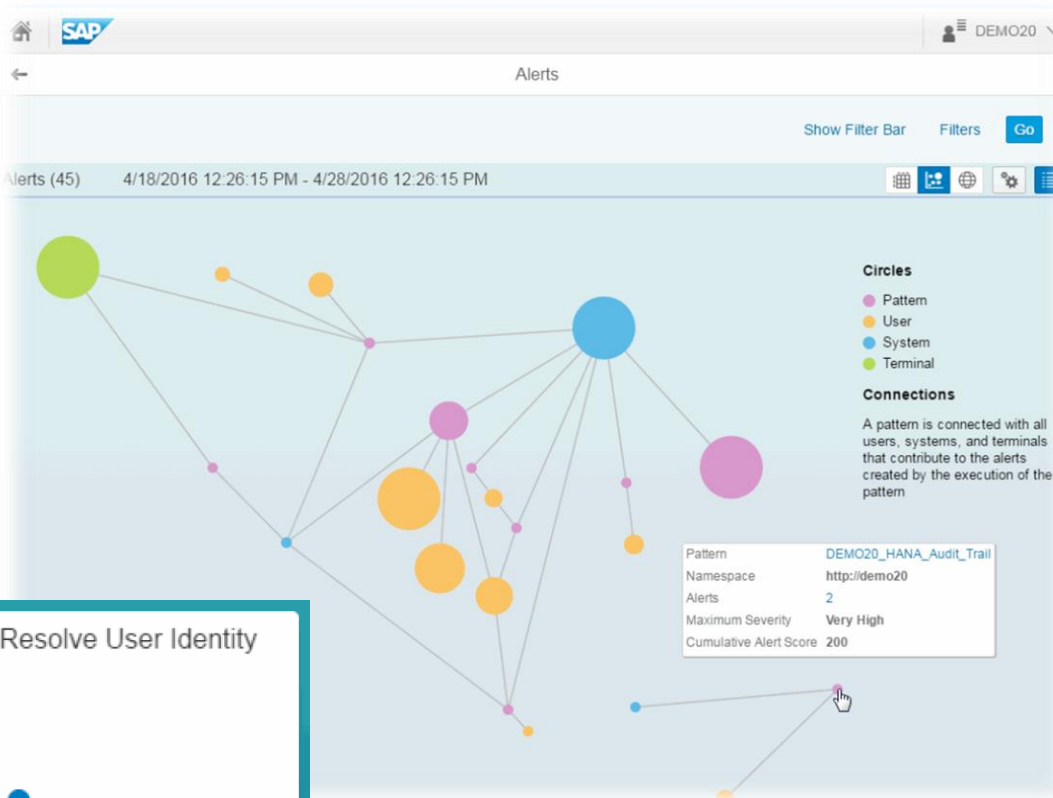 SAP
DEMO20
Alerts
Show Filter Bar Filters Go
Alerts (45) 4/18/2016 12:26:15 PM - 4/28/2016 12:26:15 PM
Circles
Pattern
User
System
Terminal
Connections
A pattern is connected with all
users, systems, and terminals
that contribute to the alerts
created by the execution of the
pattern
Pattern DEMO20_HANA_Audit_Trail
Namespace http://demo20
Alerts 2
Maximum Severity Very High
Cumulative Alert Score 200
Resolve User Identity